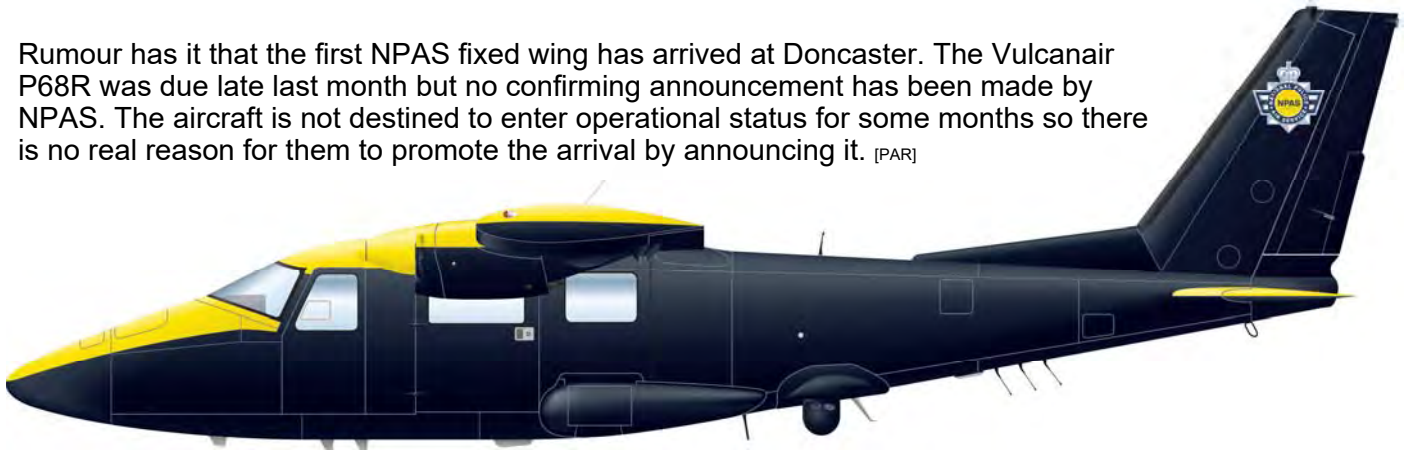 Rumour has it that the first NPAS fixed wing has arrived at Doncaster. The Vulcanair
P68R was due late last month but no confirming announcement has been made by
NPAS. The aircraft is not destined to enter operational status for some months so there
is no real reason for them to promote the arrival by announcing it. [PAR]
NPAS